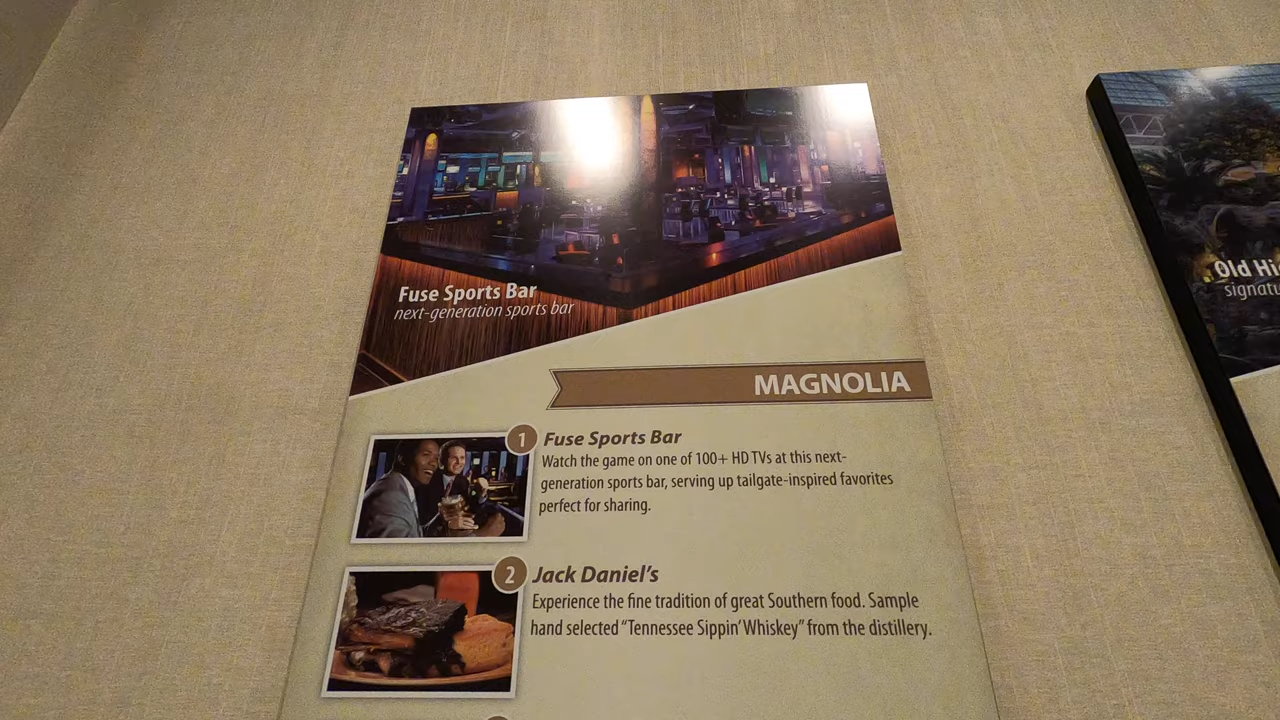 Fuse Sports Bar
next-generation sports bar
MAGNOLIA
1 Fuse Sports Bar
Watch the game on one of 100+ HD TVs at this next-
generation sports bar, serving up tailgate-inspired favorites
perfect for sharing.
2 Jack Daniel's
Experience the fine tradition of great Southern food. Sample
hand selected “Tennessee Sippin’ Whiskey” from the distillery.
Old